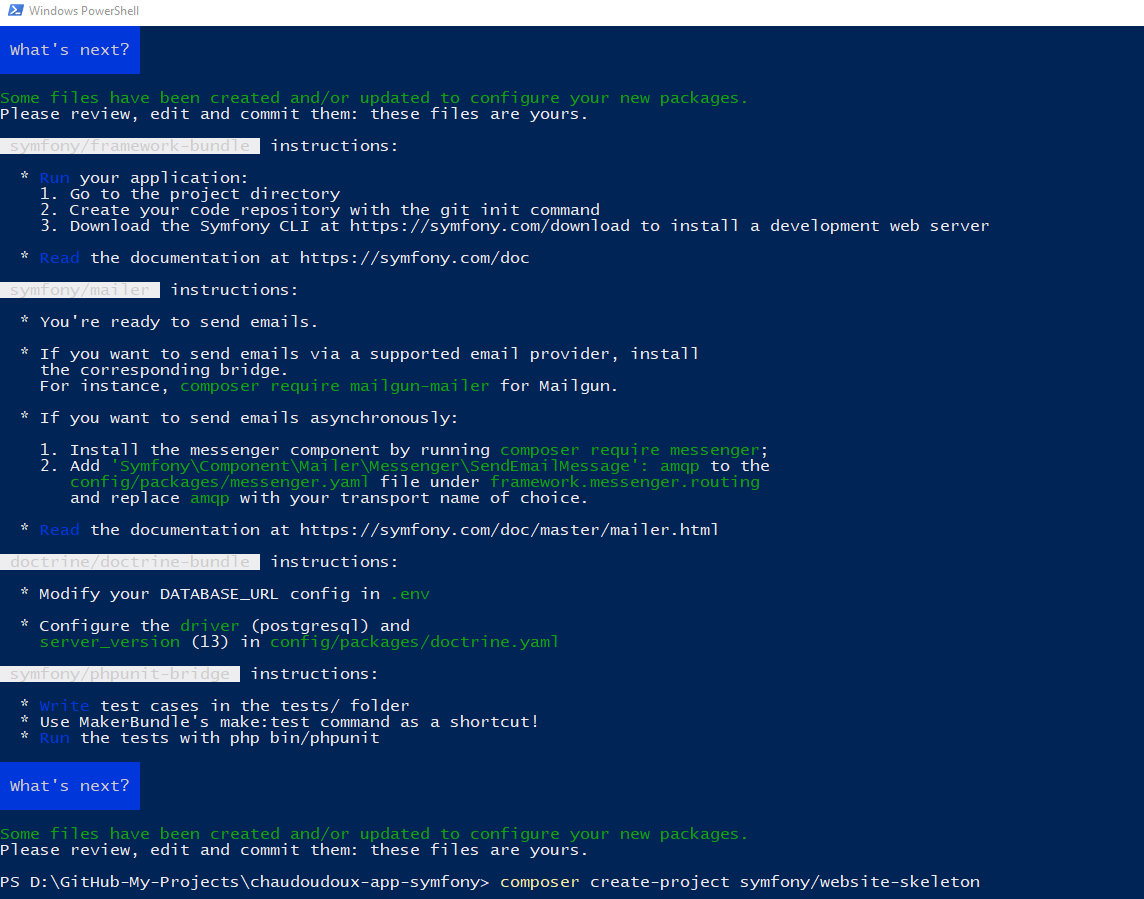 Windows PowerShell
What's next?
Some files have been created and/or updated to configure your new packages.
Please review, edit and commit them: these files are yours.
symfony/framework-bundle instructions:
* Run your application:
1. Go to the project directory
2. Create your code repository with the git init command
3. Download the Symfony CLI at https://symfony.com/download to install a development web server
* Read the documentation at https://symfony.com/doc
symfony/mailer instructions:
* You're ready to send emails.
* If you want to send emails via a supported email provider, install
the corresponding bridge.
For instance, composer require mailgun-mailer for Mailgun.
* If you want to send emails asynchronously:
1. Install the messenger component by running composer require messenger;
2. Add 'Symfony\Component\Mailer\Messenger\SendEmailMessage': amqp to the
config/packages/messenger.yaml file under framework.messenger.routing
and replace amqp with your transport name of choice.
* Read the documentation at https://symfony.com/doc/master/mailer.html
doctrine/doctrine-bundle instructions:
* Modify your DATABASE_URL config in .env
* Configure the driver (postgresql) and
server_version (13) in config/packages/doctrine.yaml
symfony/phpunit-bridge instructions:
* Write test cases in the tests/ folder
* Use MakerBundle's make:test command as a shortcut!
* Run the tests with php bin/phpunit
What's next?
Some files have been created and/or updated to configure your new packages.
Please review, edit and commit them: these files are yours.
PS D:\GitHub-My-Projects\chaudoudoux-app-symfony> composer create-project symfony/website-skeleton